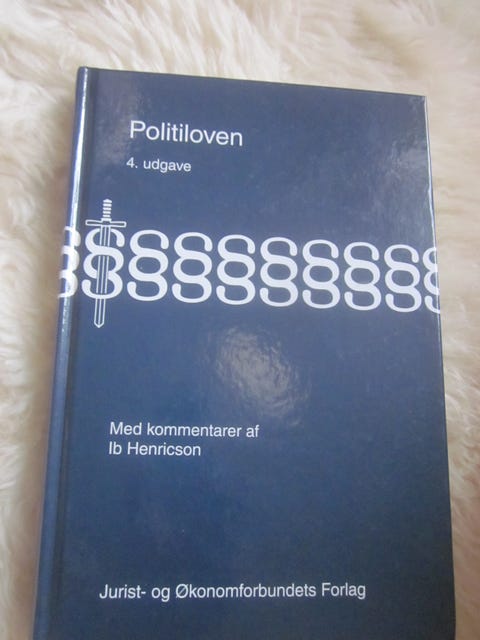 Politiloven
4. udgave
§§§§§§§§
Med kommentarer af
Ib Henricson
Jurist- og Økonomforbundets Forlag